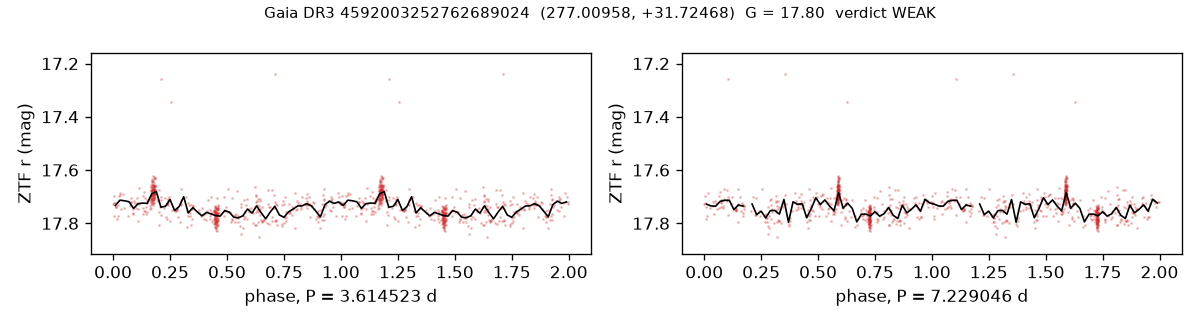 Gaia DR3 4592003252762689024  (277.00958, +31.72468)  G = 17.80  verdict WEAK
ZTF r (mag)
17.2
17.4
17.6
17.8
0.00 0.25 0.50 0.75 1.00 1.25 1.50 1.75 2.00
phase, P = 3.614523 d
ZTF r (mag)
17.2
17.4
17.6
17.8
0.00 0.25 0.50 0.75 1.00 1.25 1.50 1.75 2.00
phase, P = 7.229046 d